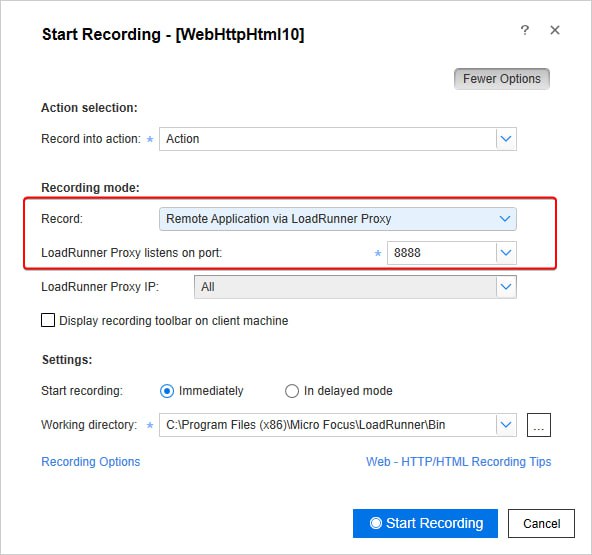 Start Recording - [WebHttpHtml10]
?
Fewer Options
Action selection:
Record into action: * Action
Recording mode:
Record: Remote Application via LoadRunner Proxy
LoadRunner Proxy listens on port: * 8888
LoadRunner Proxy IP: All
Display recording toolbar on client machine
Settings:
Start recording: Immediately In delayed mode
Working directory: * C:\Program Files (x86)\Micro Focus\LoadRunner\Bin ...
Recording Options Web - HTTP/HTML Recording Tips
Start Recording Cancel